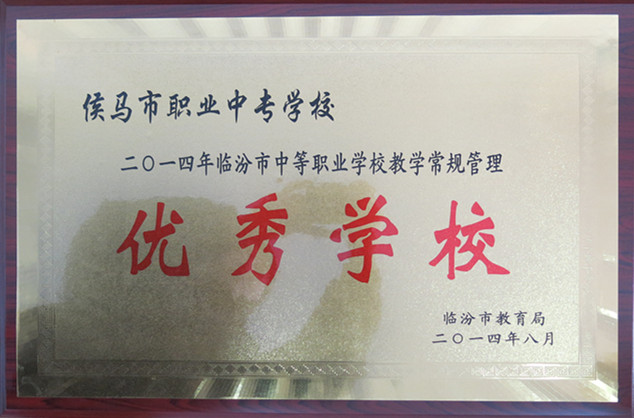 侯马市职业中专学校
二〇一四年临汾市中等职业学校教学常规管理
优秀学校
临汾市教育局
二〇一四年八月